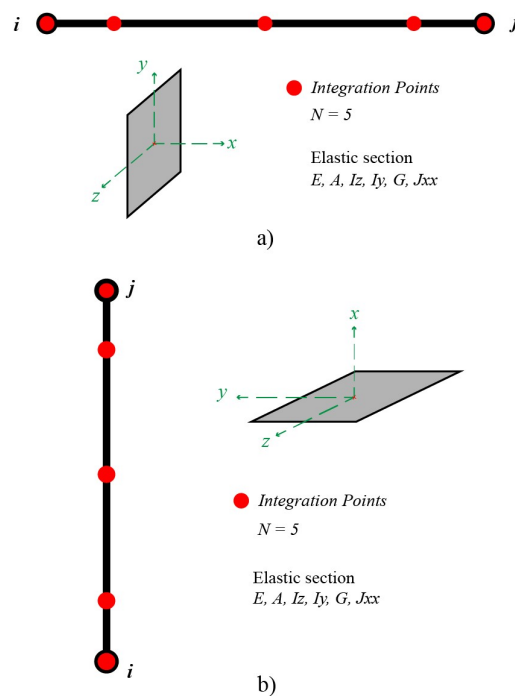 i
j
y
x
z
Integration Points
N = 5
Elastic section
E, A, Iz, Iy, G, Jxx
a)
j
x
y
z
Integration Points
N = 5
Elastic section
E, A, Iz, Iy, G, Jxx
i
b)